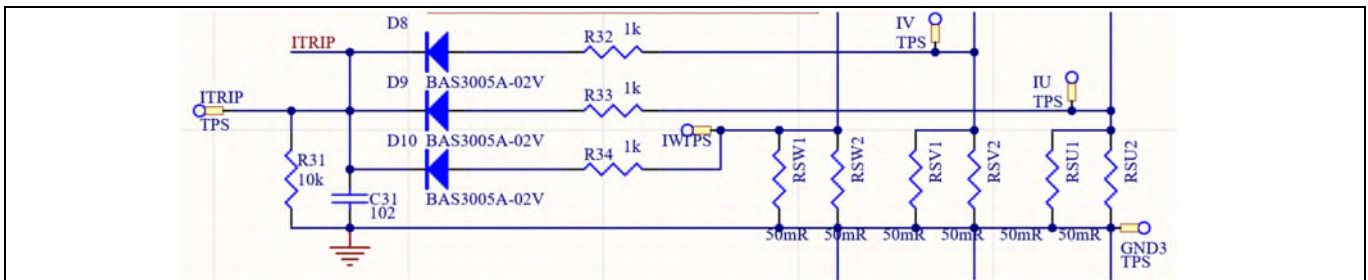 D8
IV
R32 1k
ITRIP
TPS
D9 BAS3005A-02V
IU
ITRIP
R33 1k
TPS
TPS
D10 BAS3005A-02V
IWTPS
R34 1k
R31
10k
RSW1
RSW2
RSV1
RSV2
RSU1
RSU2
C31
102
BAS3005A-02V
50mR 50mR 50mR 50mR 50mR 50mR
GND3
TPS